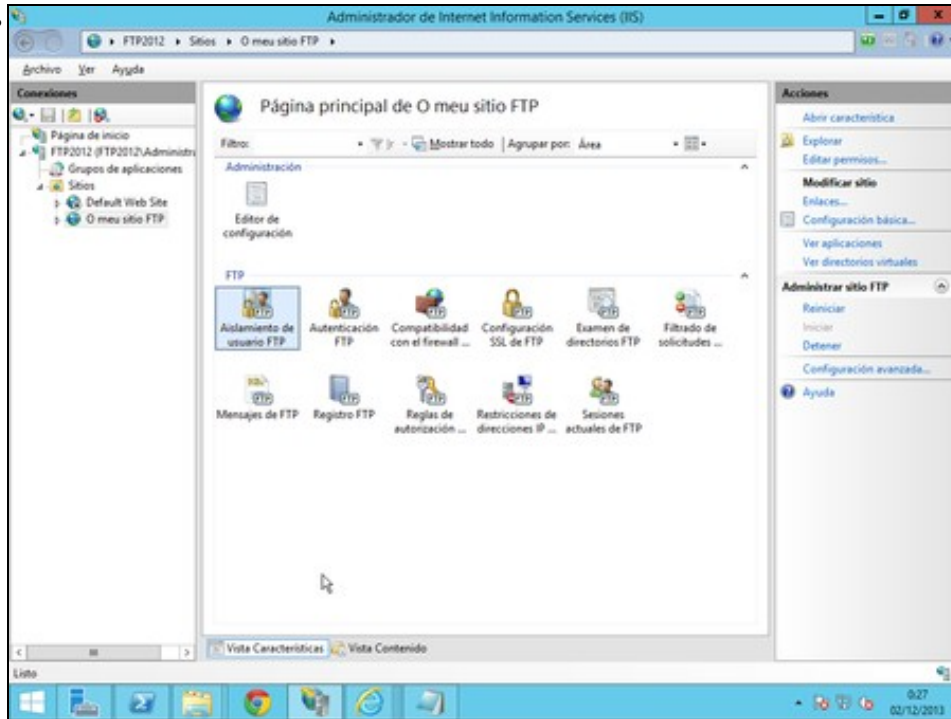 Administrador de Internet Information Services (IIS)
FTP2012 ▸ Sitios ▸ O meu sitio FTP ▸
Archivo Ver Ayuda
Conexiones
Página de inicio
FTP2012 (FTP2012\Administra
Grupos de aplicaciones
Sitios
Default Web Site
O meu sitio FTP
Página principal de O meu sitio FTP
Filtro: Ir Mostrar todo Agrupar por: Área
Administración
Editor de
configuración
FTP
Aislamiento de
usuario FTP
Autenticación
FTP
Compatibilidad
con el firewall ...
Configuración
SSL de FTP
Examen de
directorios FTP
Filtrado de
solicitudes ...
Mensajes de FTP
Registro FTP
Reglas de
autorización ...
Restricciones de
direcciones IP ...
Sesiones
actuales de FTP
Vista Características Vista Contenido
Acciones
Abrir característica
Explorar
Editar permisos...
Modificar sitio
Enlaces...
Configuración básica...
Ver aplicaciones
Ver directorios virtuales
Administrar sitio FTP
Reiniciar
Iniciar
Detener
Configuración avanzada...
Ayuda
Listo
0:27
02/12/2013